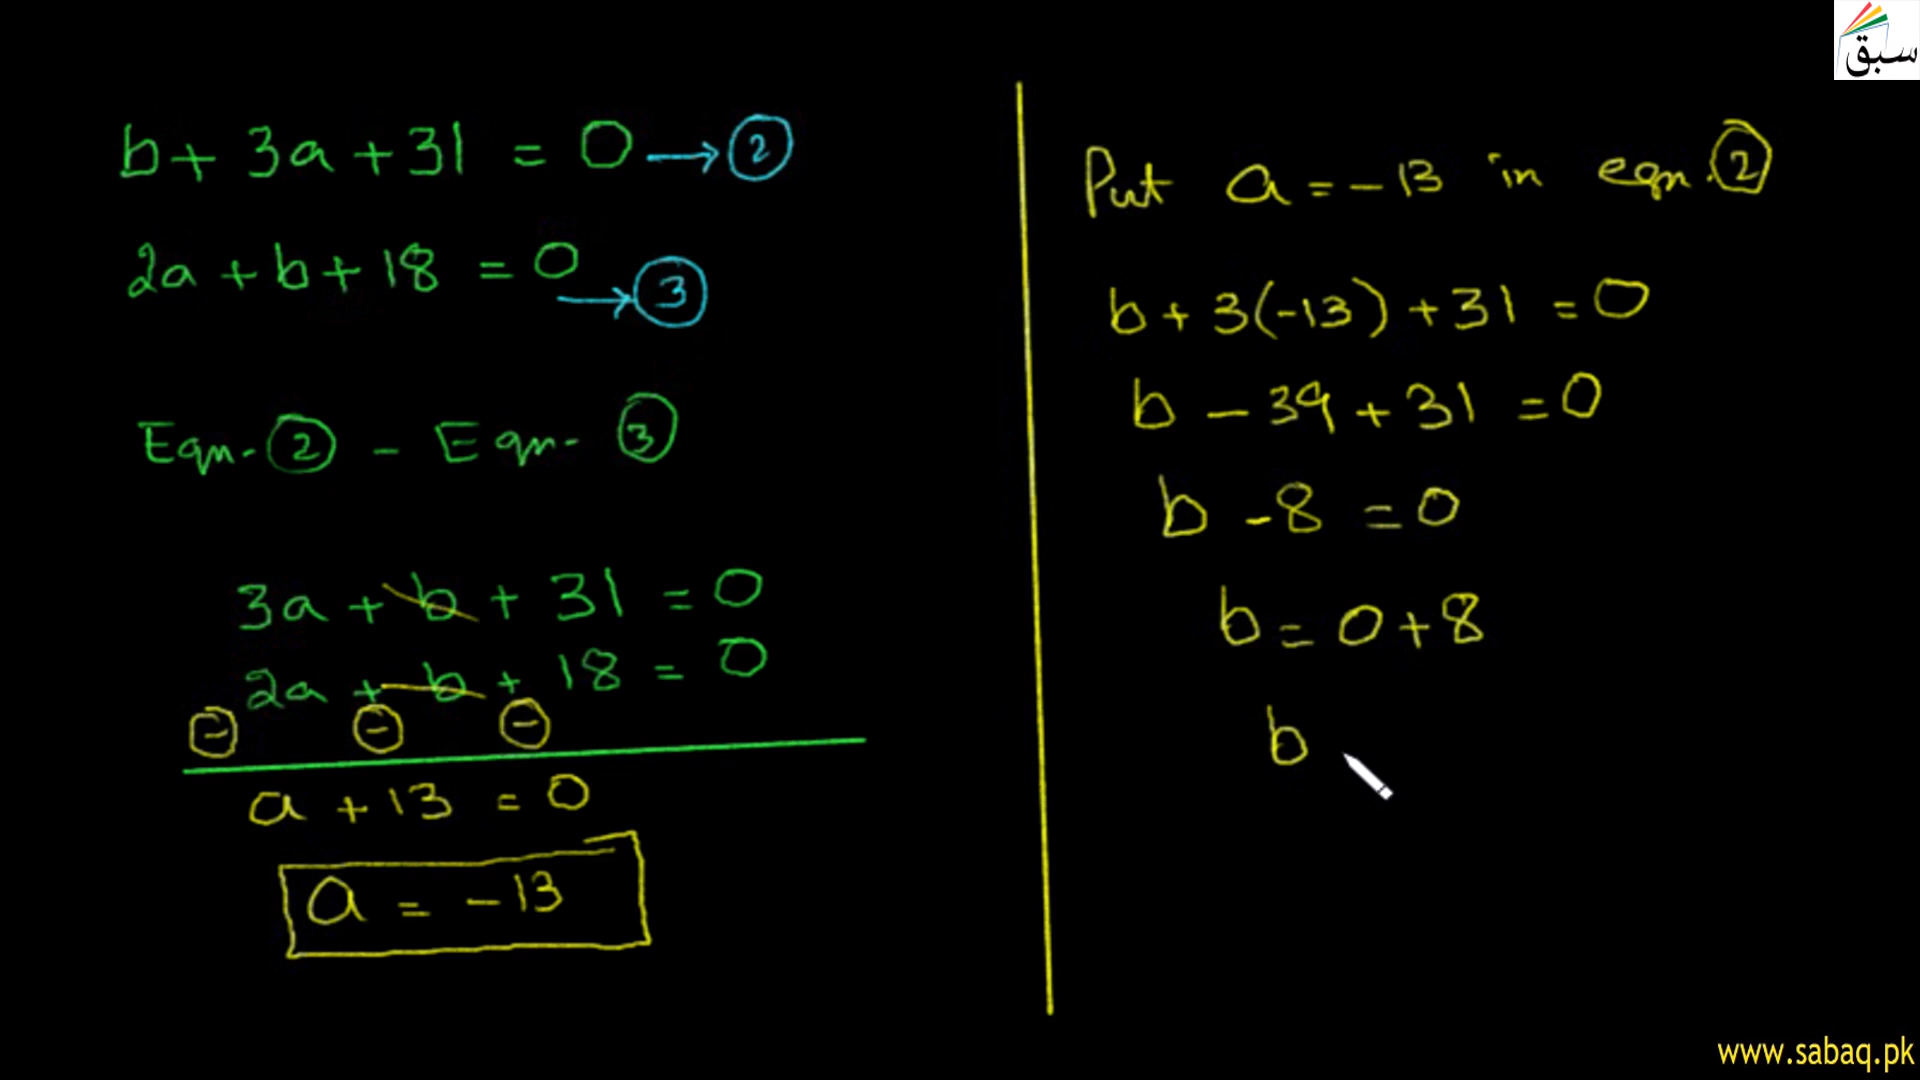 سبق
b + 3a + 31 = 0 → ②
2a + b + 18 = 0 → ③
Eqn. ② - Eqn. ③
3a + b + 31 = 0
2a + b + 18 = 0
⊖ ⊖ ⊖
a + 13 = 0
a = -13
Put a = -13 in eqn. ②
b + 3(-13) + 31 = 0
b - 39 + 31 = 0
b - 8 = 0
b = 0 + 8
b
www.sabaq.pk